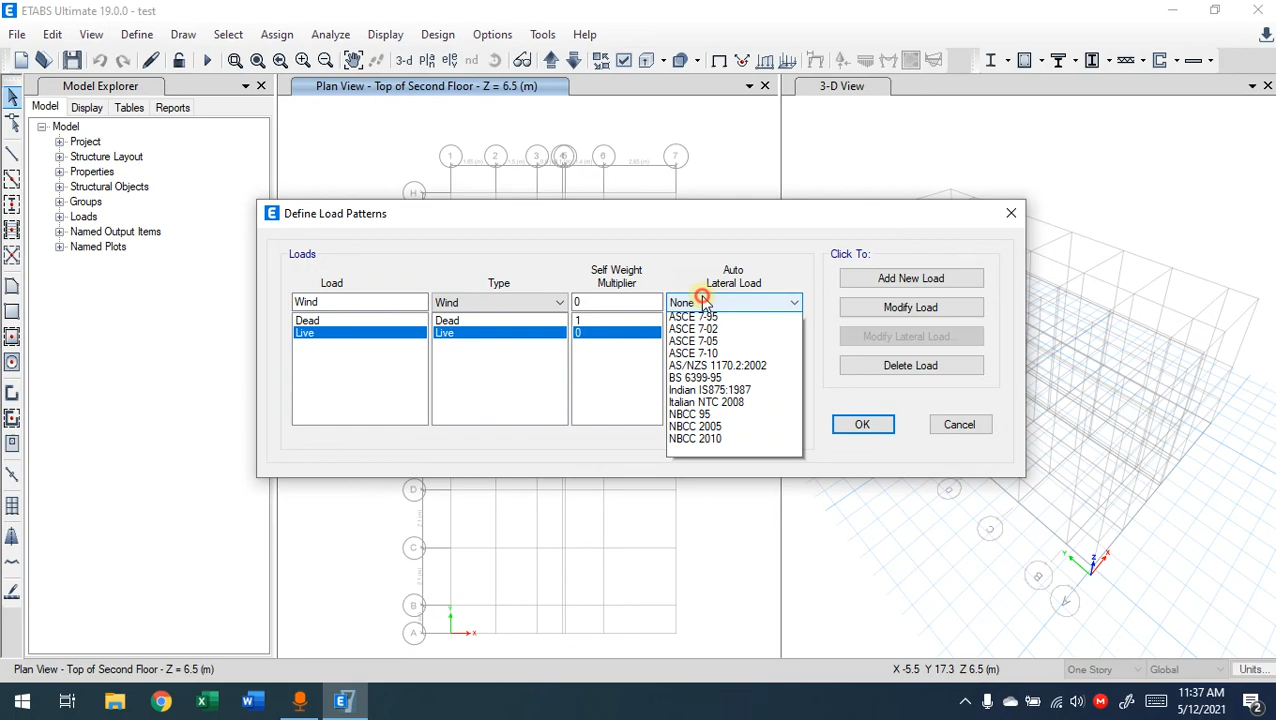 ETABS Ultimate 19.0.0 - test
File Edit View Define Draw Select Assign Analyze Display Design Options Tools Help
3-d
Model Explorer
Plan View - Top of Second Floor - Z = 6.5 (m)
3-D View
Model Display Tables Reports
Model
Project
Structure Layout
Properties
Structural Objects
Groups
Loads
Named Output Items
Named Plots
1 2 3 6 7
H
D
C
B
A
Y
X
Define Load Patterns
Loads
Click To:
Load
Type
Self Weight
Multiplier
Auto
Lateral Load
Wind Wind 0 None
Dead Dead 1
Live Live 0
ASCE 7-95
ASCE 7-02
ASCE 7-05
ASCE 7-10
AS/NZS 1170.2:2002
BS 6399-95
Indian IS875:1987
Italian NTC 2008
NBCC 95
NBCC 2005
NBCC 2010
Add New Load
Modify Load
Modify Lateral Load...
Delete Load
OK
Cancel
D
C
B
A
Y Z X
Plan View - Top of Second Floor - Z = 6.5 (m)
X -5.5 Y 17.3 Z 6.5 (m)
One Story
Global
Units...
11:37 AM
5/12/2021
2